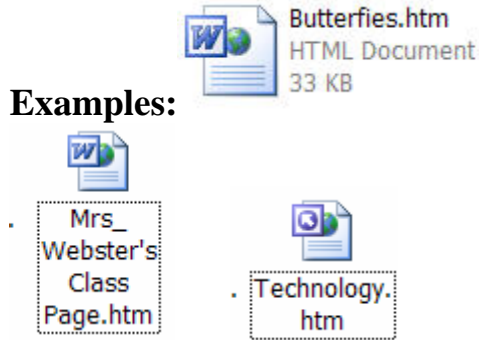 Butterfies.htm
HTML Document
33 KB
Examples:
Mrs_
Webster's
Class
Page.htm
Technology.
htm